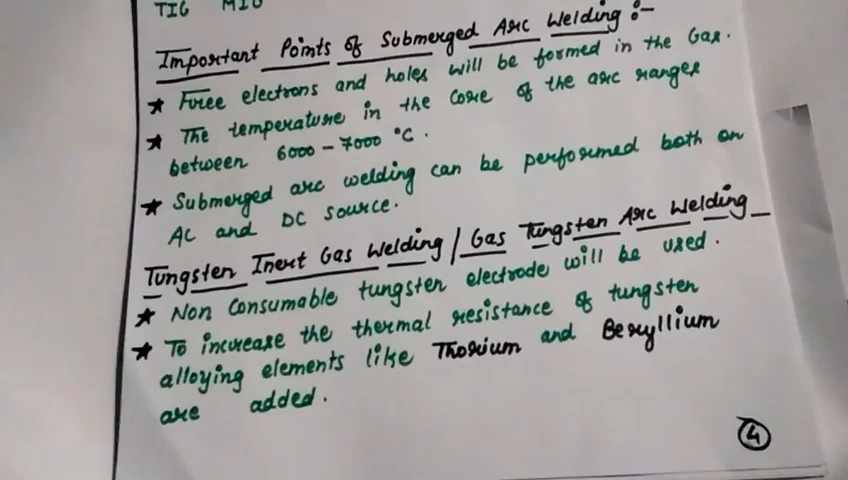 TIG MIG
Important Points of Submerged Arc Welding :-
★ Free electrons and holes will be formed in the Gas.
★ The temperature in the core of the arc ranges
between 6000 - 7000 °C.
★ Submerged arc welding can be performed both on
AC and DC source.
Tungsten Inert Gas Welding / Gas Tungsten Arc Welding
★ Non Consumable tungsten electrode will be used.
★ To increase the thermal resistance of tungsten
alloying elements like Thorium and Beryllium
are added.
4